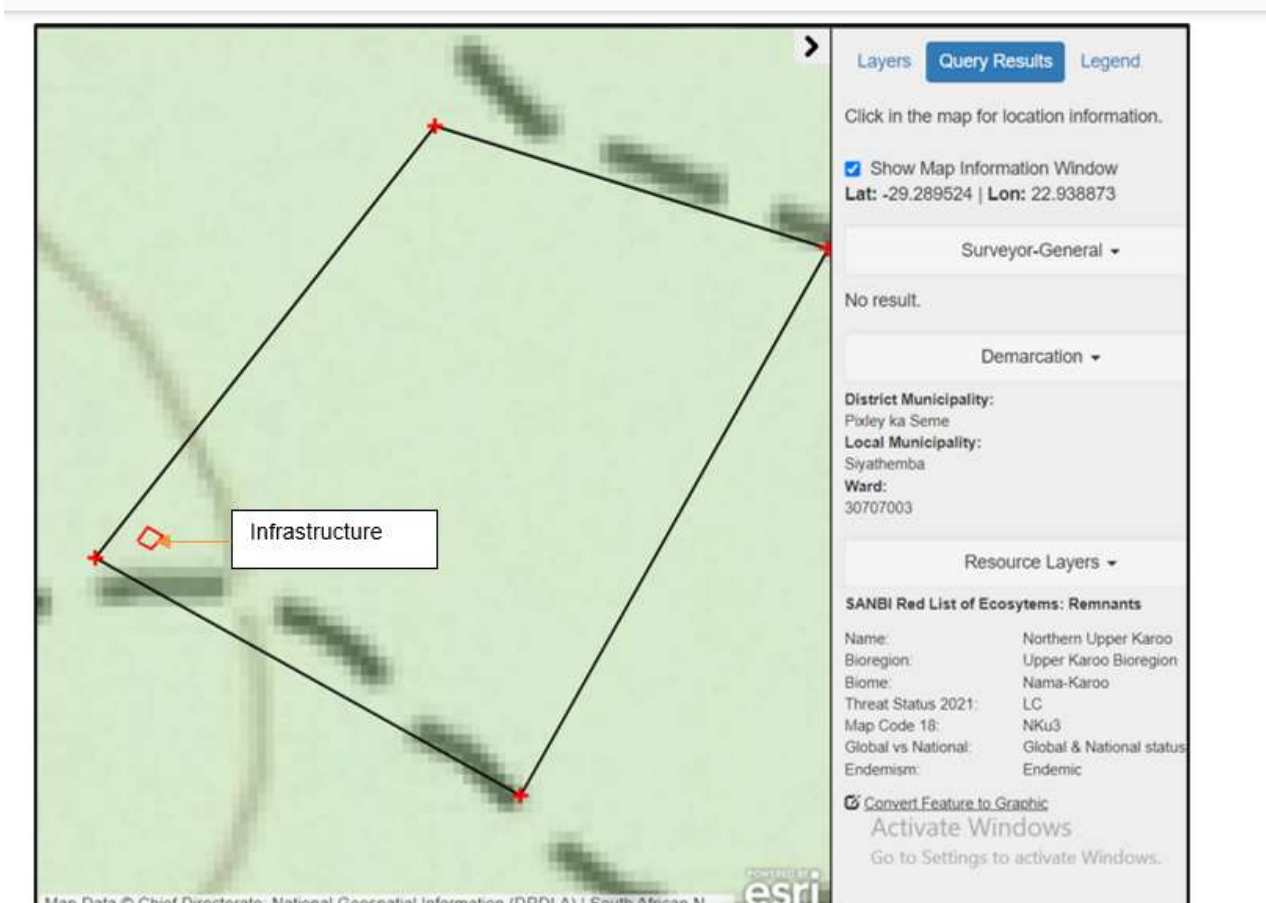 Infrastructure
POWERED BY
esri
Map Data © Chief Directorate: National Geospatial Information (DRDLA) | South African N
Layers Query Results Legend
Click in the map for location information.
Show Map Information Window
Lat: -29.289524 | Lon: 22.938873
Surveyor-General
No result.
Demarcation
District Municipality:
Pixley ka Seme
Local Municipality:
Siyathemba
Ward:
30707003
Resource Layers
SANBI Red List of Ecosytems: Remnants
Name: Northern Upper Karoo
Bioregion: Upper Karoo Bioregion
Biome: Nama-Karoo
Threat Status 2021: LC
Map Code 18: NKu3
Global vs National: Global & National status
Endemism: Endemic
Convert Feature to Graphic
Activate Windows
Go to Settings to activate Windows.